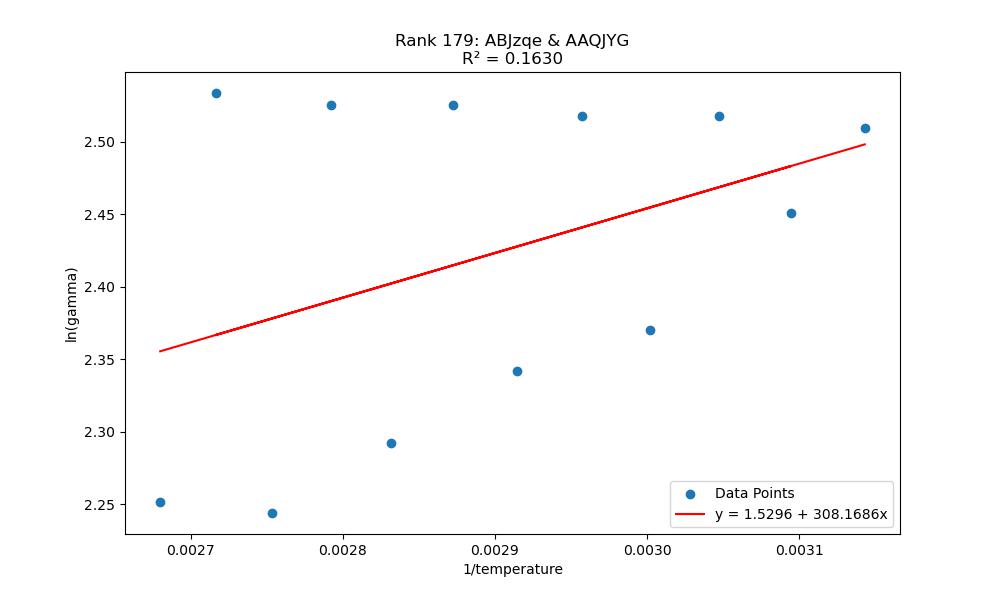 Rank 179: ABJzqe & AAQJYG
R² = 0.1630
ln(gamma)
2.50
2.45
2.40
2.35
2.30
2.25
Data Points
y = 1.5296 + 308.1686x
0.0027 0.0028 0.0029 0.0030 0.0031
1/temperature